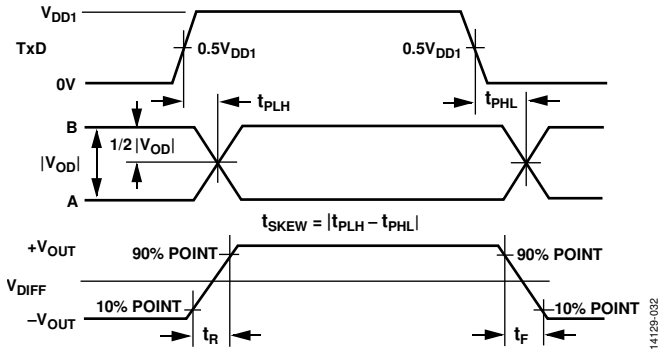 VDD1
TxD
0.5VDD1
0.5VDD1
0V
tPLH
tPHL
B
1/2 |VOD|
|VOD|
A
tSKEW = |tPLH – tPHL|
+VOUT
90% POINT
90% POINT
VDIFF
10% POINT
10% POINT
–VOUT
tR
tF
14129-032